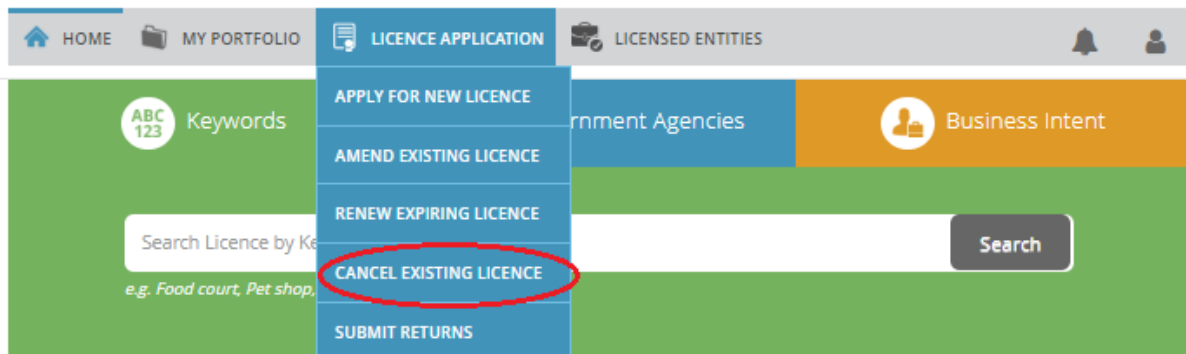 HOME MY PORTFOLIO LICENCE APPLICATION LICENSED ENTITIES
APPLY FOR NEW LICENCE
AMEND EXISTING LICENCE
RENEW EXPIRING LICENCE
CANCEL EXISTING LICENCE
SUBMIT RETURNS
ABC
123
Keywords
rnment Agencies
Business Intent
Search Licence by Ke
Search
e.g. Food court, Pet shop,